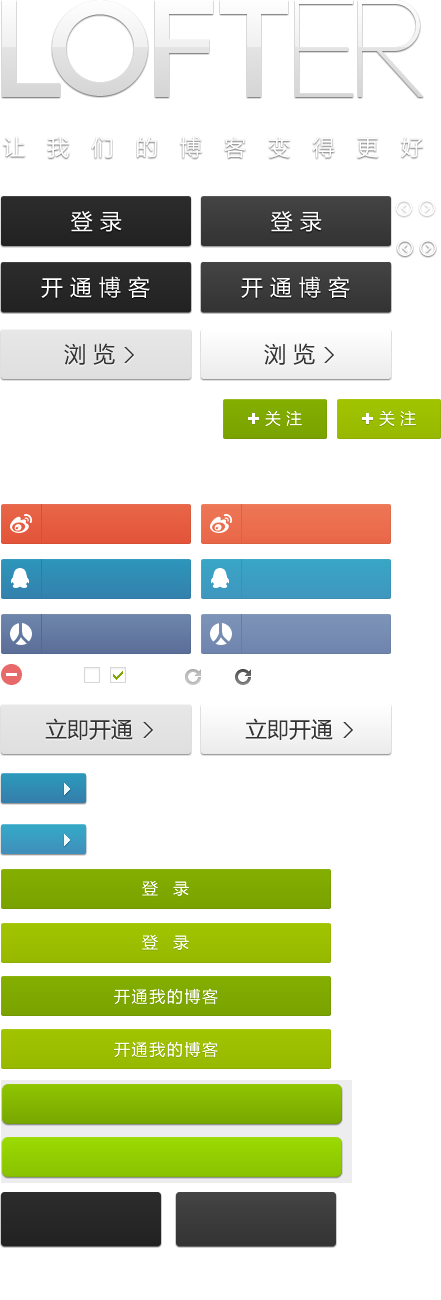 LOFTER
让我们的博客变得更好
登录 登录
开通博客 开通博客
浏览 浏览
+关注 +关注
立即开通 立即开通
登录
登录
开通我的博客
开通我的博客